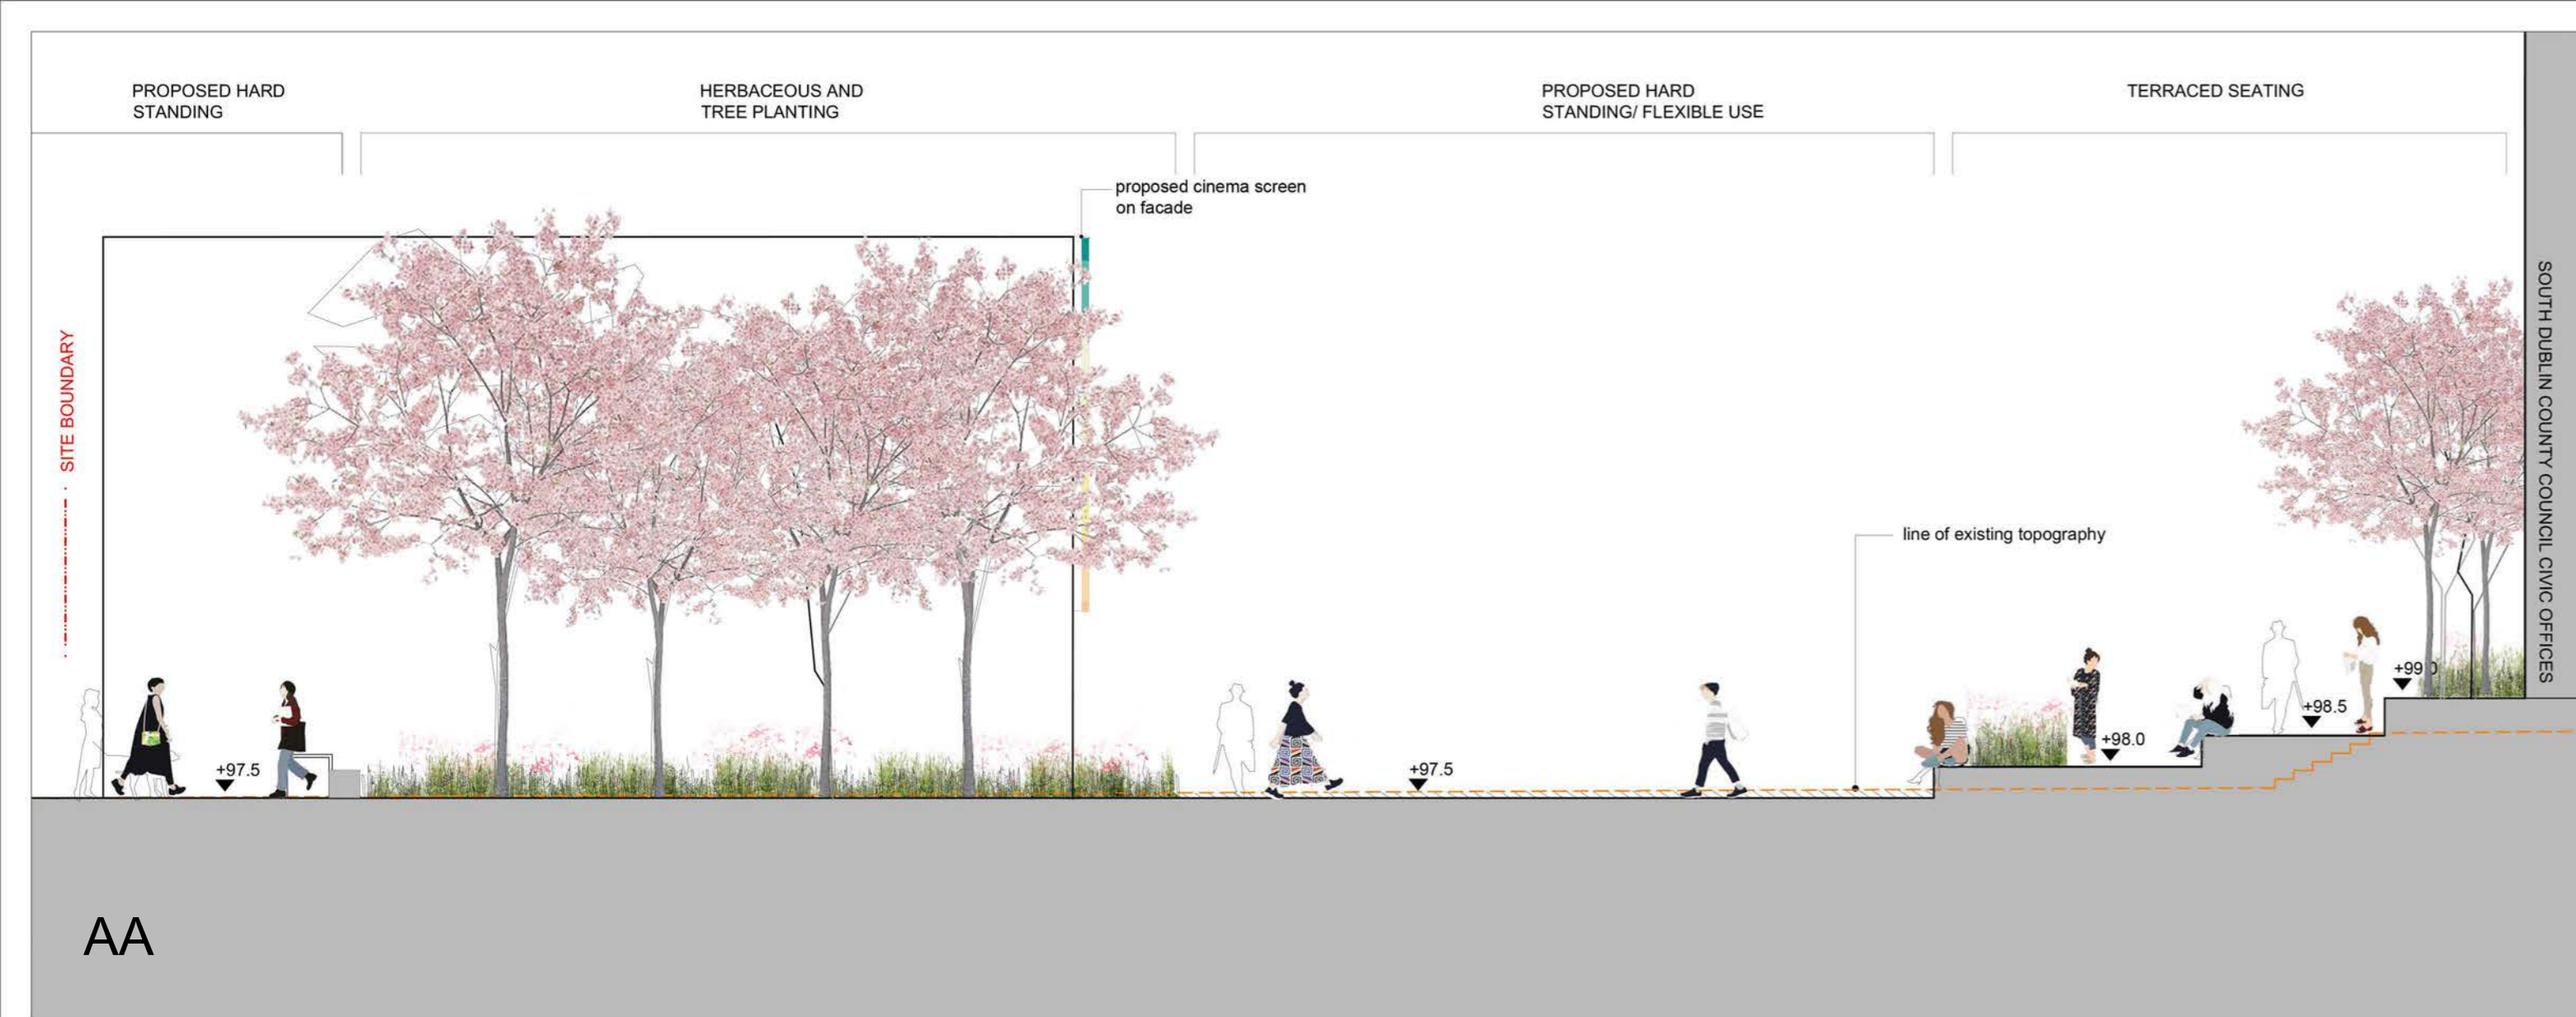 PROPOSED HARD
STANDING
HERBACEOUS AND
TREE PLANTING
PROPOSED HARD
STANDING/ FLEXIBLE USE
TERRACED SEATING
proposed cinema screen
on facade
SITE BOUNDARY
line of existing topography
SOUTH DUBLIN COUNTY COUNCIL CIVIC OFFICES
+97.5
+97.5
+98.0
+98.5
+99.0
AA